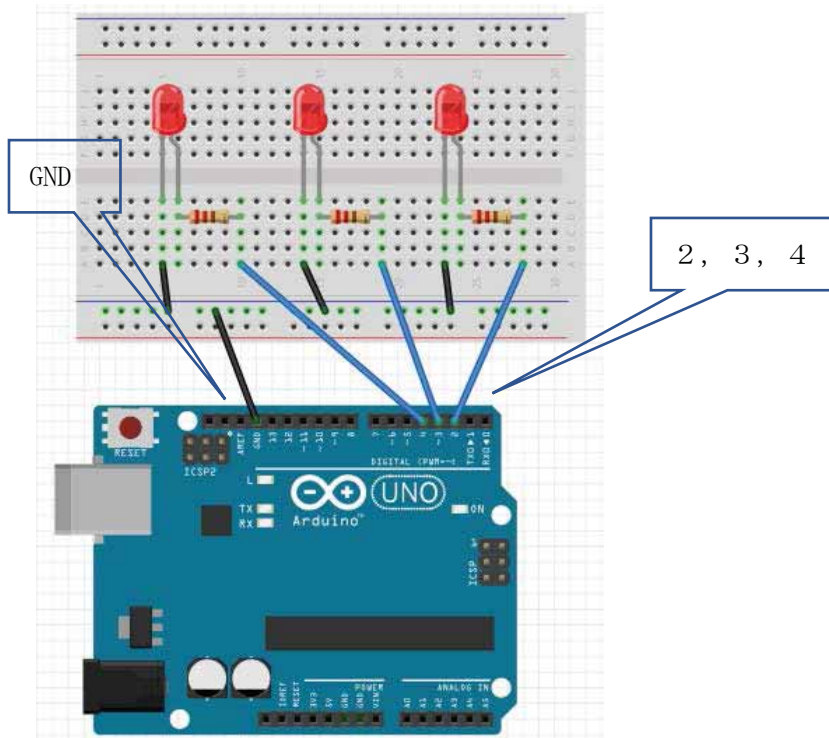 GND
2, 3, 4
RESET
ICSP2
AREF
GND
13
12
~11
~10
~9
8
7
~6
~5
4
~3
2
TX0▶1
RX0◀0
DIGITAL (PWM=~)
L
TX
RX
UNO
Arduino
ON
ICSP
IOREF
RESET
3V3
5V
GND
GND
VIN
POWER
ANALOG IN
A0
A1
A2
A3
A4
A5